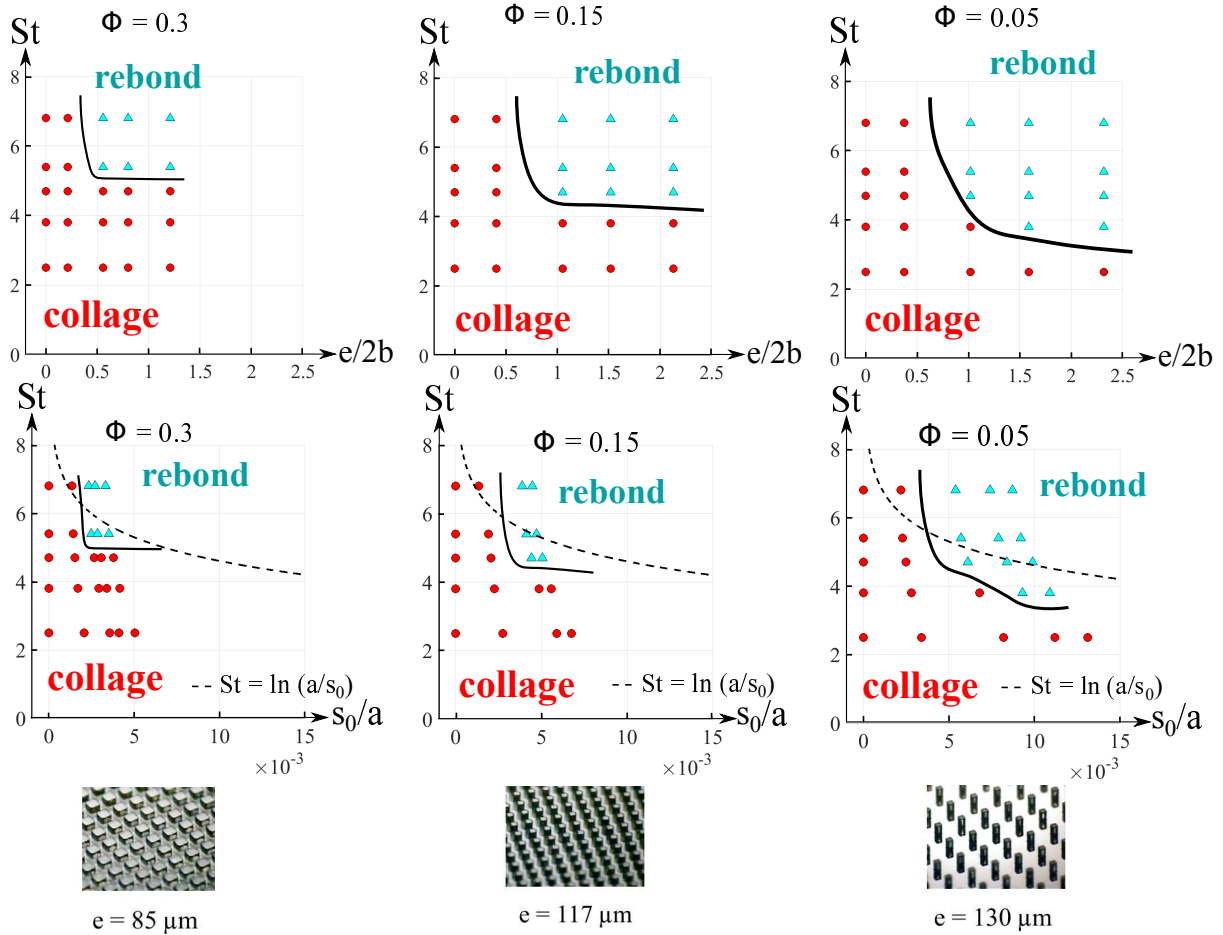 Φ = 0.3
St
rebond
8
6
4
2
0
collage
0 0.5 1 1.5 2 2.5
e/2b
Φ = 0.15
rebond
8
6
4
2
0
collage
0 0.5 1 1.5 2 2.5
e/2b
Φ = 0.05
rebond
8
6
4
2
0
collage
0 0.5 1 1.5 2 2.5
e/2b
St
Φ = 0.3
rebond
8
6
4
2
0
collage
St = ln (a/s₀)
0 5 10 15
s₀/a
×10⁻³
St
Φ = 0.15
rebond
8
6
4
2
0
collage
St = ln (a/s₀)
0 5 10 15
s₀/a
×10⁻³
St
Φ = 0.05
rebond
8
6
4
2
0
collage
St = ln (a/s₀)
0 5 10 15
s₀/a
×10⁻³
e = 85 μm
e = 117 μm
e = 130 μm